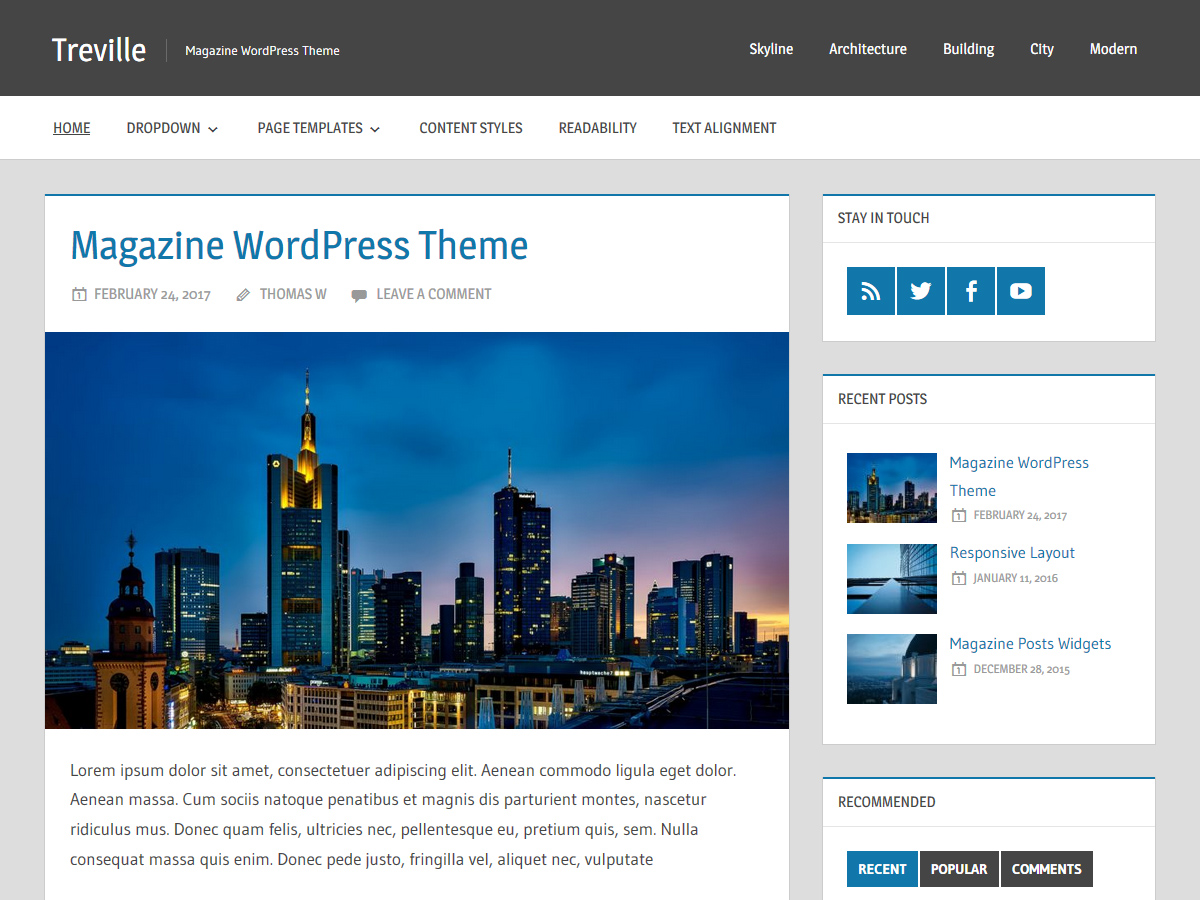 Treville
Magazine WordPress Theme
Skyline Architecture Building City Modern
HOME DROPDOWN PAGE TEMPLATES CONTENT STYLES READABILITY TEXT ALIGNMENT
Magazine WordPress Theme
FEBRUARY 24, 2017 THOMAS W LEAVE A COMMENT
Lorem ipsum dolor sit amet, consectetuer adipiscing elit. Aenean commodo ligula eget dolor.
Aenean massa. Cum sociis natoque penatibus et magnis dis parturient montes, nascetur
ridiculus mus. Donec quam felis, ultricies nec, pellentesque eu, pretium quis, sem. Nulla
consequat massa quis enim. Donec pede justo, fringilla vel, aliquet nec, vulputate
STAY IN TOUCH
RECENT POSTS
Magazine WordPress
Theme
FEBRUARY 24, 2017
Responsive Layout
JANUARY 11, 2016
Magazine Posts Widgets
DECEMBER 28, 2015
RECOMMENDED
RECENT POPULAR COMMENTS